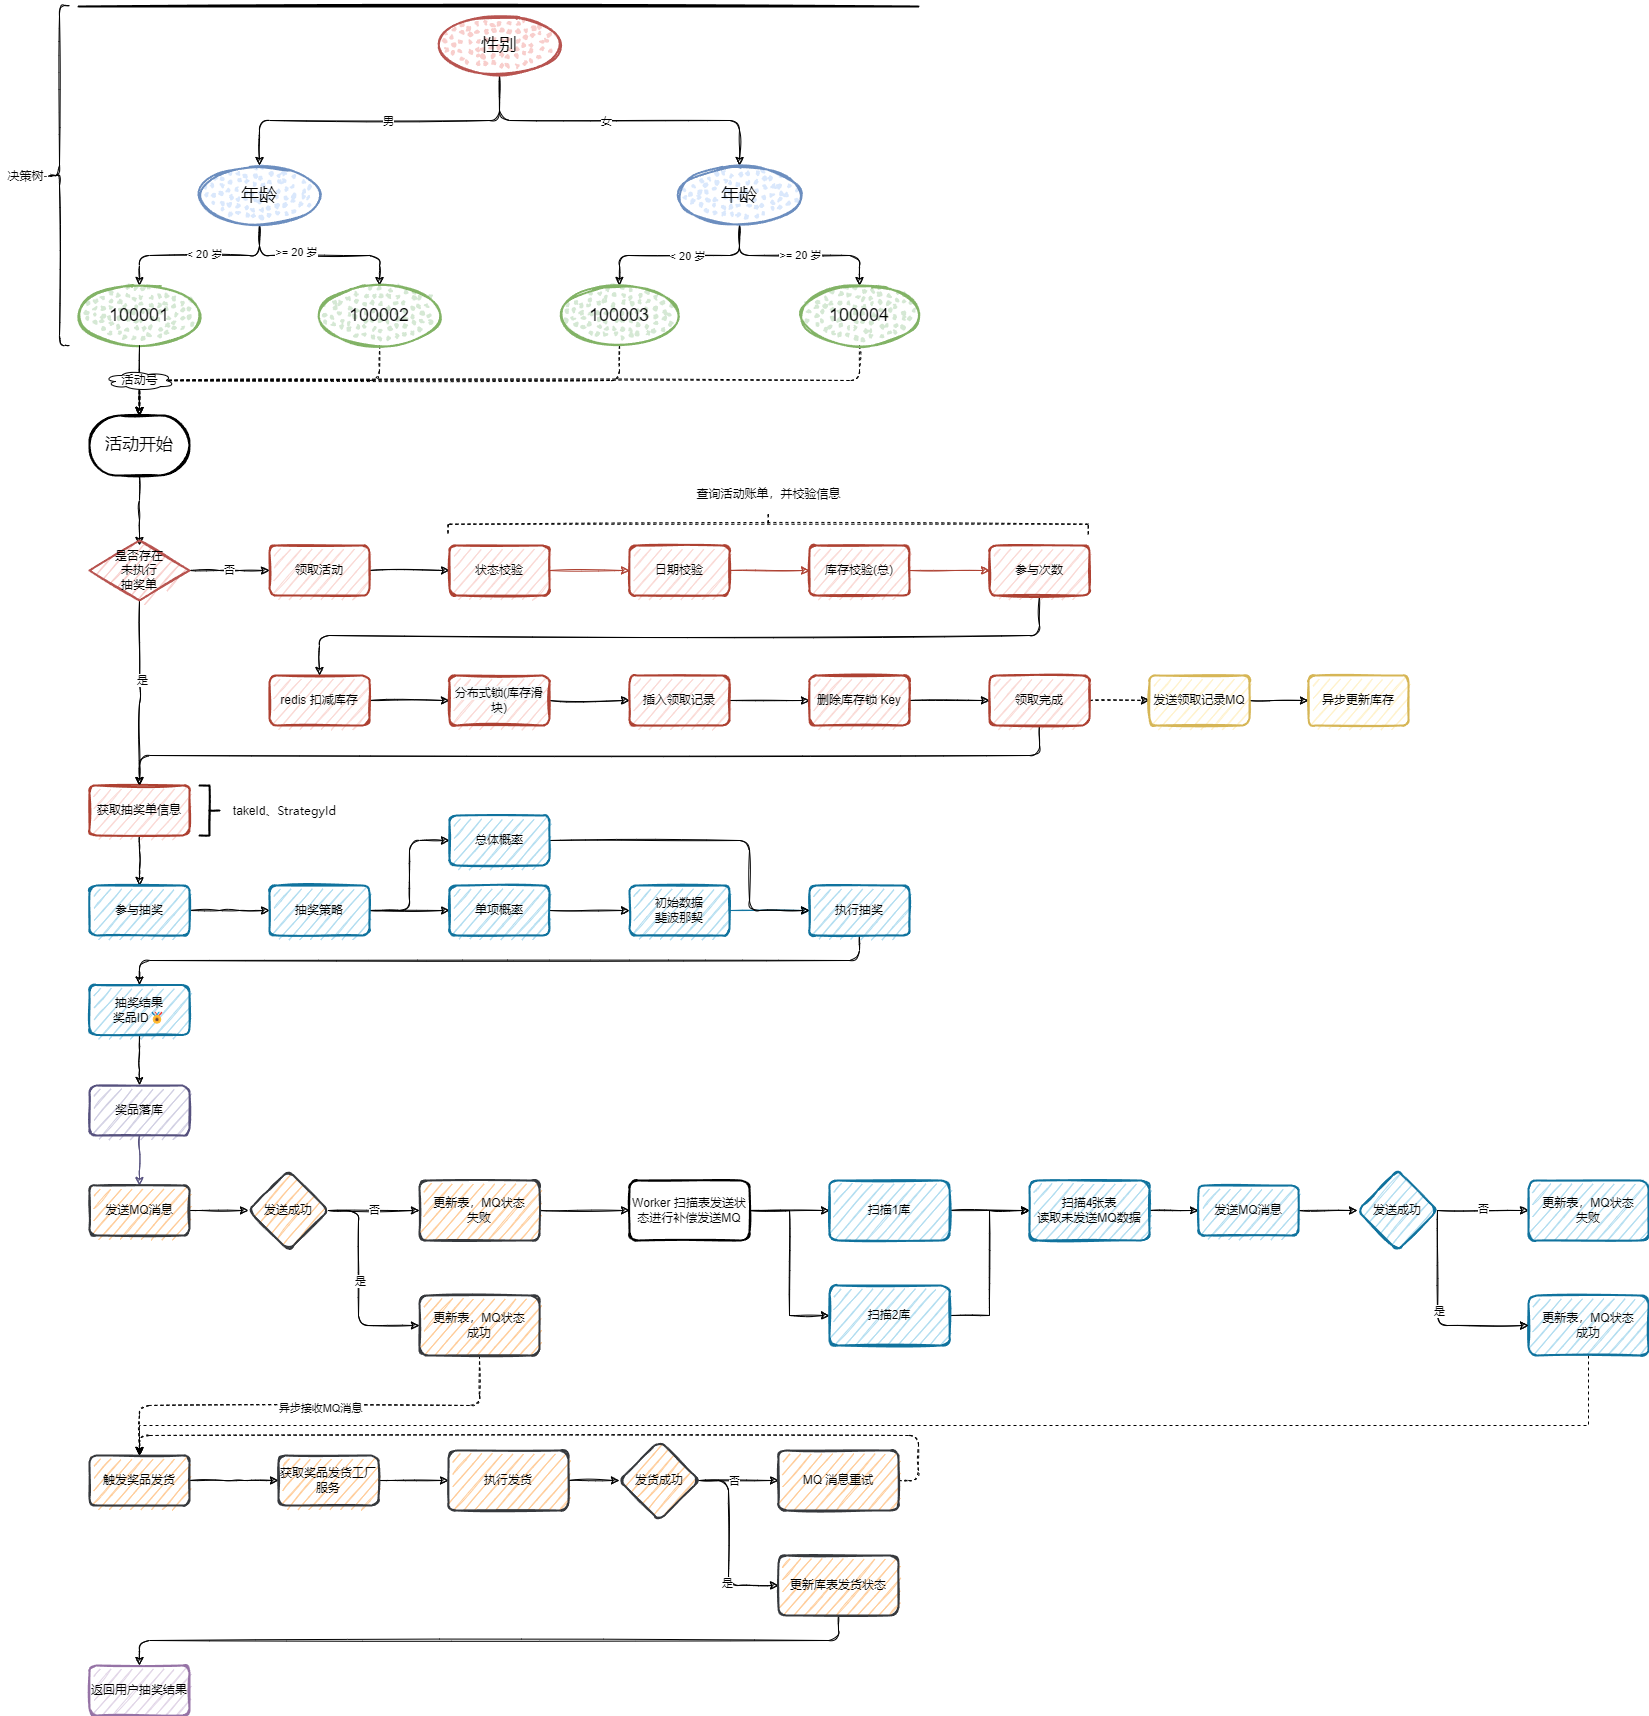 性别
男
女
决策树
年龄
年龄
< 20 岁
>= 20 岁
< 20 岁
>= 20 岁
100001
100002
100003
100004
活动号
活动开始
查询活动账单，并校验信息
是否存在
未执行
抽奖单
否
领取活动
状态校验
日期校验
库存校验(总)
参与次数
是
redis 扣减库存
分布式锁(库存滑
块)
插入领取记录
删除库存锁 Key
领取完成
发送领取记录MQ
异步更新库存
获取抽奖单信息
takeId、StrategyId
总体概率
参与抽奖
抽奖策略
单项概率
初始数据
斐波那契
执行抽奖
抽奖结果
奖品ID🏅
奖品落库
发送MQ消息
发送成功
否
更新表，MQ状态
失败
Worker 扫描表发送状
态进行补偿发送MQ
扫描1库
扫描4张表
读取未发送MQ数据
发送MQ消息
发送成功
否
更新表，MQ状态
失败
是
更新表，MQ状态
成功
扫描2库
是
更新表，MQ状态
成功
异步接收MQ消息
触发奖品发货
获取奖品发货工厂
服务
执行发货
发货成功
否
MQ 消息重试
是
更新库表发货状态
返回用户抽奖结果